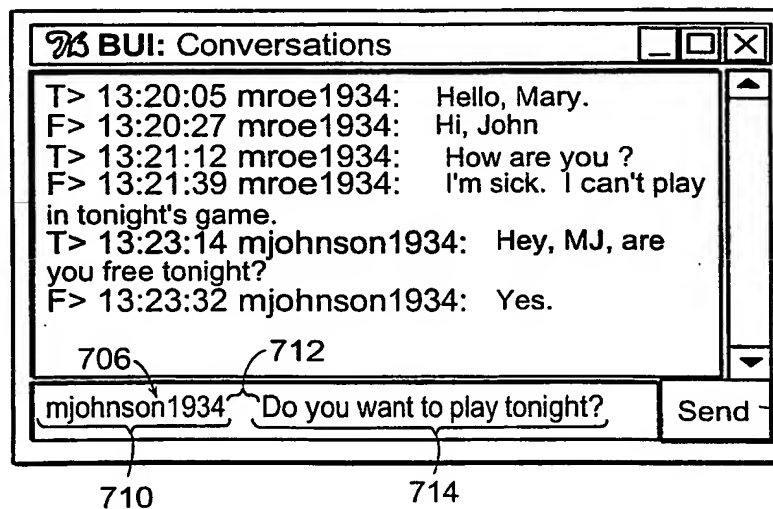 BUI: Conversations
T> 13:20:05 mroe1934: Hello, Mary.
F> 13:20:27 mroe1934: Hi, John
T> 13:21:12 mroe1934: How are you ?
F> 13:21:39 mroe1934: I'm sick. I can't play
in tonight's game.
T> 13:23:14 mjohnson1934: Hey, MJ, are
you free tonight?
F> 13:23:32 mjohnson1934: Yes.
706 712
mjohnson1934 Do you want to play tonight? Send
710 714